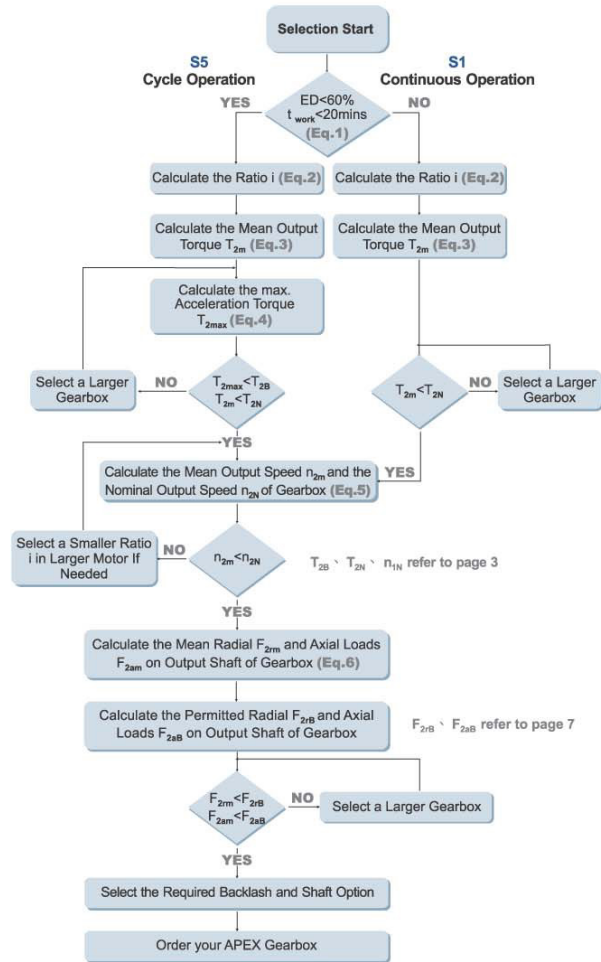 Selection Start
S5
Cycle Operation
S1
Continuous Operation
YES
ED<60%
t work<20mins
(Eq.1)
NO
Calculate the Ratio i (Eq.2)
Calculate the Ratio i (Eq.2)
Calculate the Mean Output
Torque T2m (Eq.3)
Calculate the Mean Output
Torque T2m (Eq.3)
Calculate the max.
Acceleration Torque
T2max (Eq.4)
Select a Larger
Gearbox
NO
T2max<T2B
T2m<T2N
T2m<T2N
NO
Select a Larger
Gearbox
YES
YES
Calculate the Mean Output Speed n2m and the
Nominal Output Speed n2N of Gearbox (Eq.5)
Select a Smaller Ratio
i in Larger Motor If
Needed
NO
n2m<n2N
T2B、T2N、n1N refer to page 3
YES
Calculate the Mean Radial F2rm and Axial Loads
F2am on Output Shaft of Gearbox (Eq.6)
Calculate the Permitted Radial F2rB and Axial
Loads F2aB on Output Shaft of Gearbox
F2rB、F2aB refer to page 7
F2rm<F2rB
F2am<F2aB
NO
Select a Larger Gearbox
YES
Select the Required Backlash and Shaft Option
Order your APEX Gearbox